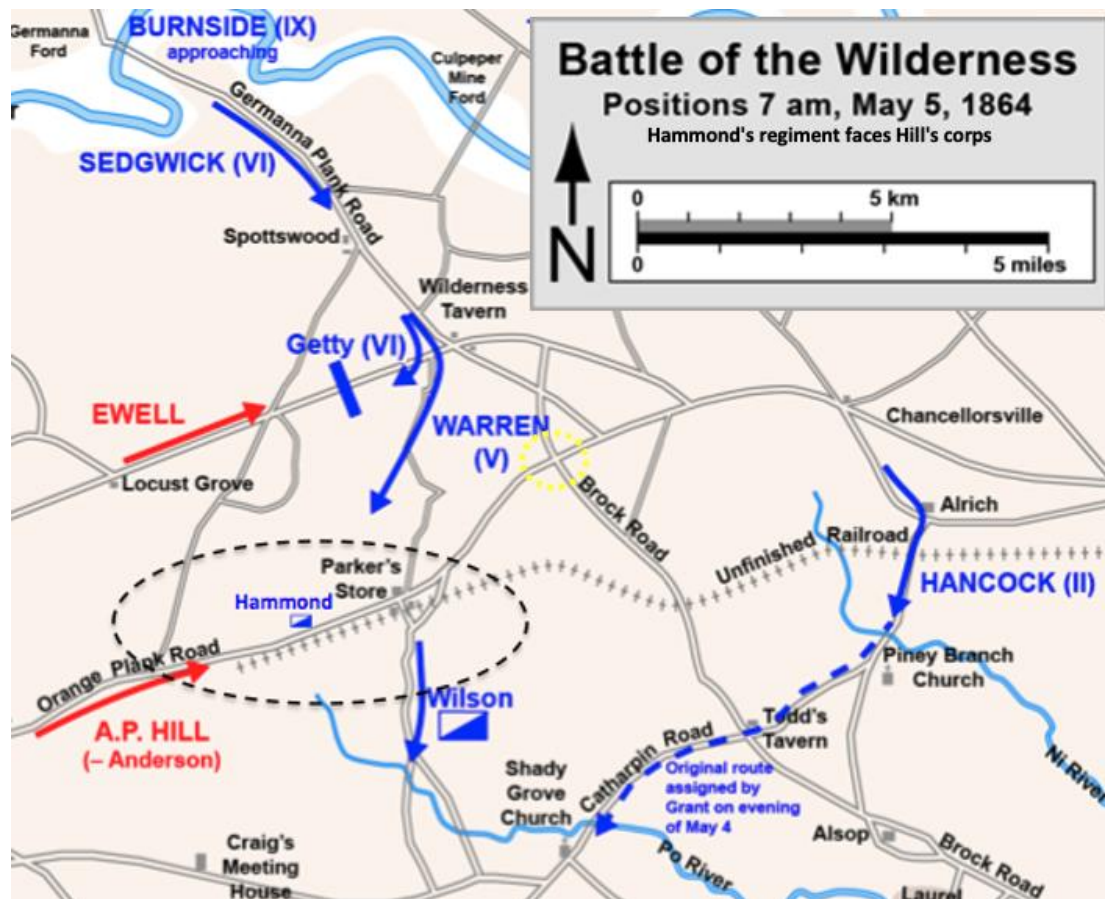 Germanna
Ford
BURNSIDE (IX)
approaching
Culpeper
Mine
Ford
Battle of the Wilderness
Positions 7 am, May 5, 1864
Hammond's regiment faces Hill's corps
N
0
5 km
0
5 miles
Germanna Plank Road
SEDGWICK (VI)
Spottswood
Wilderness
Tavern
Getty (VI)
EWELL
WARREN
(V)
Chancellorsville
Locust Grove
Brock Road
Alrich
Unfinished Railroad
Parker's
Store
HANCOCK (II)
Hammond
Orange Plank Road
Piney Branch
Church
A.P. HILL
(– Anderson)
Wilson
Todd's
Tavern
Catharpin Road
Shady
Grove
Church
Original route
assigned by
Grant on evening
of May 4
Ni River
Alsop
Craig's
Meeting
House
Po River
Brock Road
Laurel